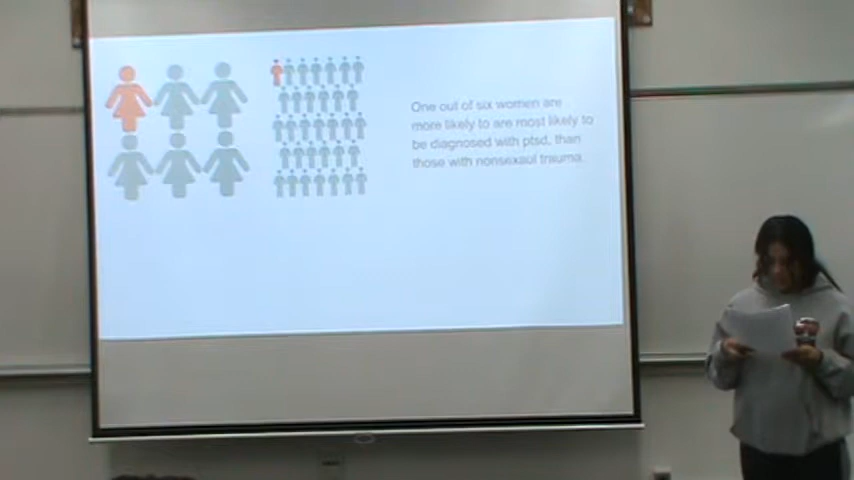 One out of six women are
more likely to are most likely to
be diagnosed with ptsd, than
those with nonsexaul trauma.